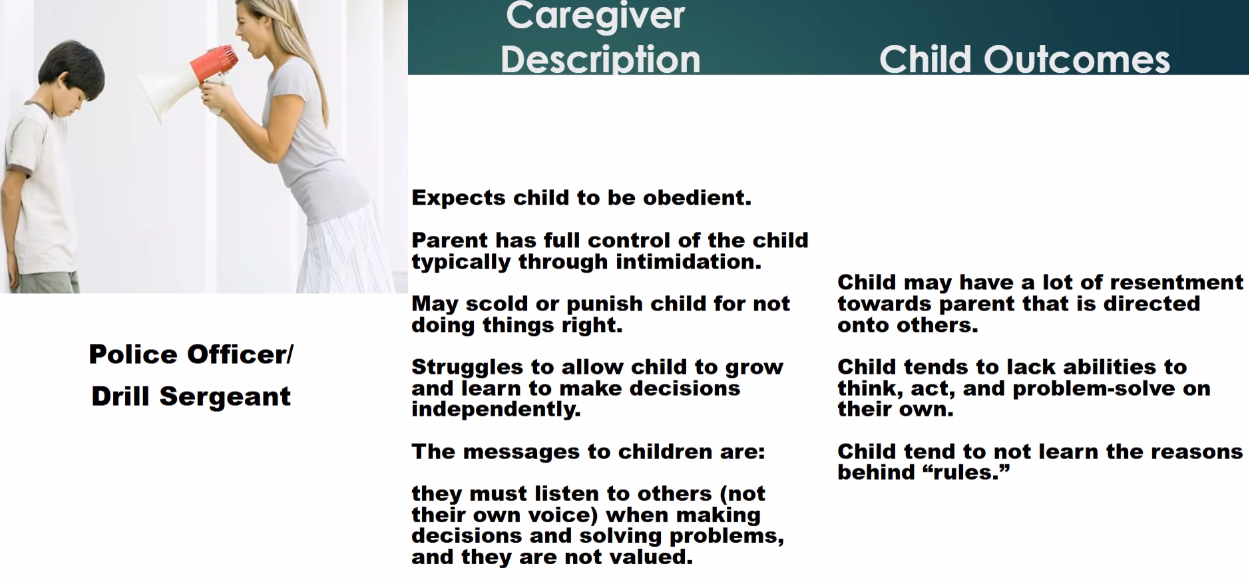 Caregiver
Description
Child Outcomes
Police Officer/
Drill Sergeant
Expects child to be obedient.
Parent has full control of the child
typically through intimidation.
May scold or punish child for not
doing things right.
Struggles to allow child to grow
and learn to make decisions
independently.
The messages to children are:
they must listen to others (not
their own voice) when making
decisions and solving problems,
and they are not valued.
Child may have a lot of resentment
towards parent that is directed
onto others.
Child tends to lack abilities to
think, act, and problem-solve on
their own.
Child tend to not learn the reasons
behind “rules.”